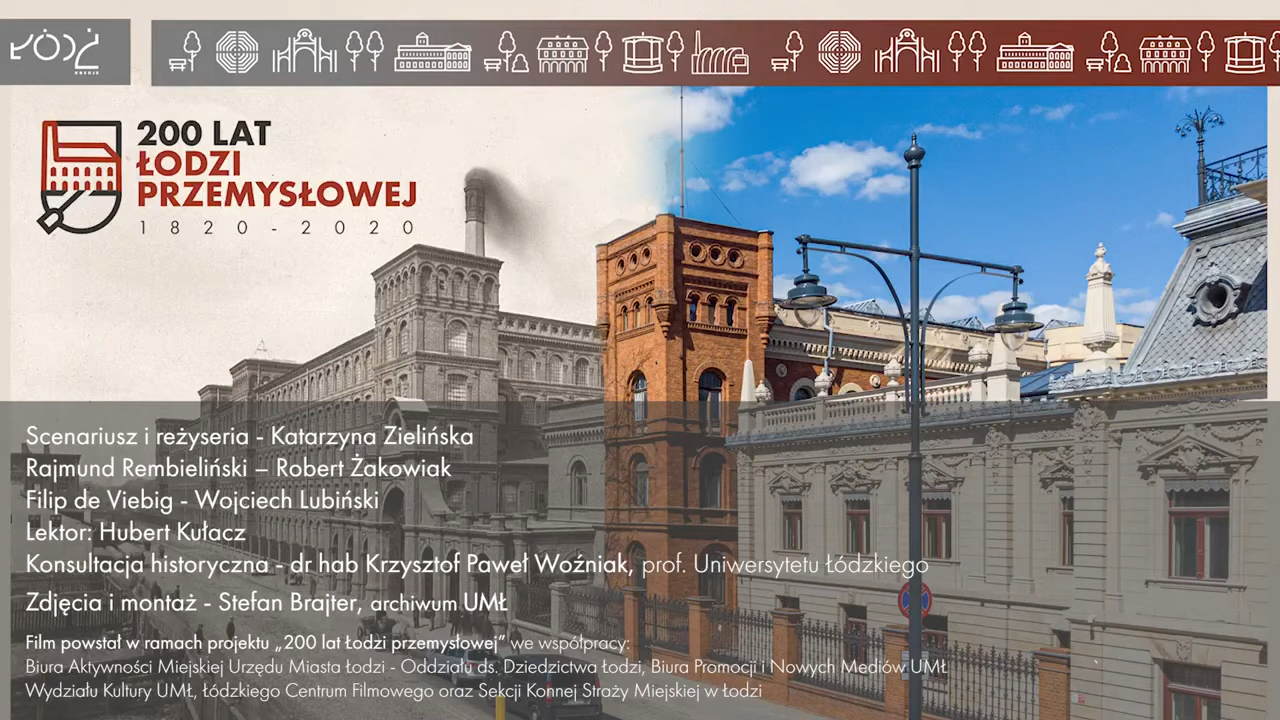 ŁÓDŹ
KREUJE
200 LAT
ŁODZI
PRZEMYSŁOWEJ
1820-2020
Scenariusz i reżyseria - Katarzyna Zielińska
Rajmund Rembieliński – Robert Żakowiak
Filip de Viebig - Wojciech Lubiński
Lektor: Hubert Kułacz
Konsultacja historyczna - dr hab Krzysztof Paweł Woźniak, prof. Uniwersytetu Łódzkiego
Zdjęcia i montaż - Stefan Brajter, archiwum UMŁ
Film powstał w ramach projektu „200 lat Łodzi przemysłowej” we współpracy:
Biura Aktywności Miejskiej Urzędu Miasta Łodzi - Oddziału ds. Dziedzictwa Łodzi, Biura Promocji i Nowych Mediów UMŁ
Wydziału Kultury UMŁ, Łódzkiego Centrum Filmowego oraz Sekcji Konnej Straży Miejskiej w Łodzi